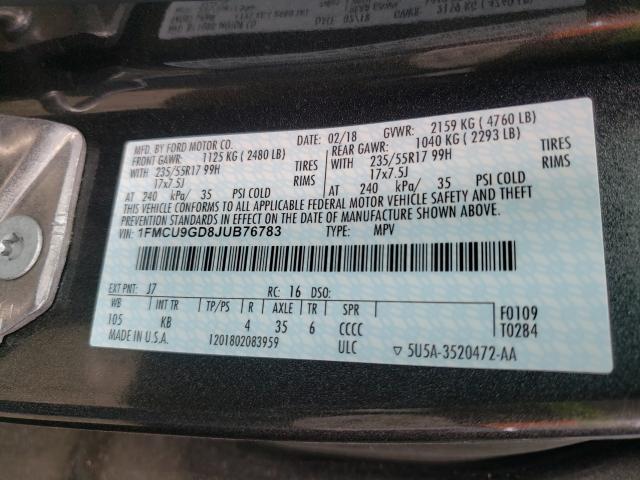 MFD. BY FORD MOTOR CO. 02/18 GVWR: 2159 KG ( 4760 LB)
FRONT GAWR: 1125 KG ( 2480 LB) REAR GAWR: 1040 KG ( 2293 LB)
WITH 235/55R17 99H TIRES WITH 235/55R17 99H TIRES
17x7.5J RIMS 17x7.5J RIMS
AT 240 kPa/ 35 PSI COLD AT 240 kPa/ 35 PSI COLD
THIS VEHICLE CONFORMS TO ALL APPLICABLE FEDERAL MOTOR VEHICLE SAFETY AND THEFT
PREVENTION STANDARDS IN EFFECT ON THE DATE OF MANUFACTURE SHOWN ABOVE.
VIN: 1FMCU9GD8JUB76783 TYPE: MPV
EXT PNT: J7 RC: 16 DSO:
WB INT TR TP/PS R AXLE TR SPR F0109
105 KB 4 35 6 CCCC T0284
MADE IN U.S.A. 1201802083959 ULC ▽ 5U5A-3520472-AA